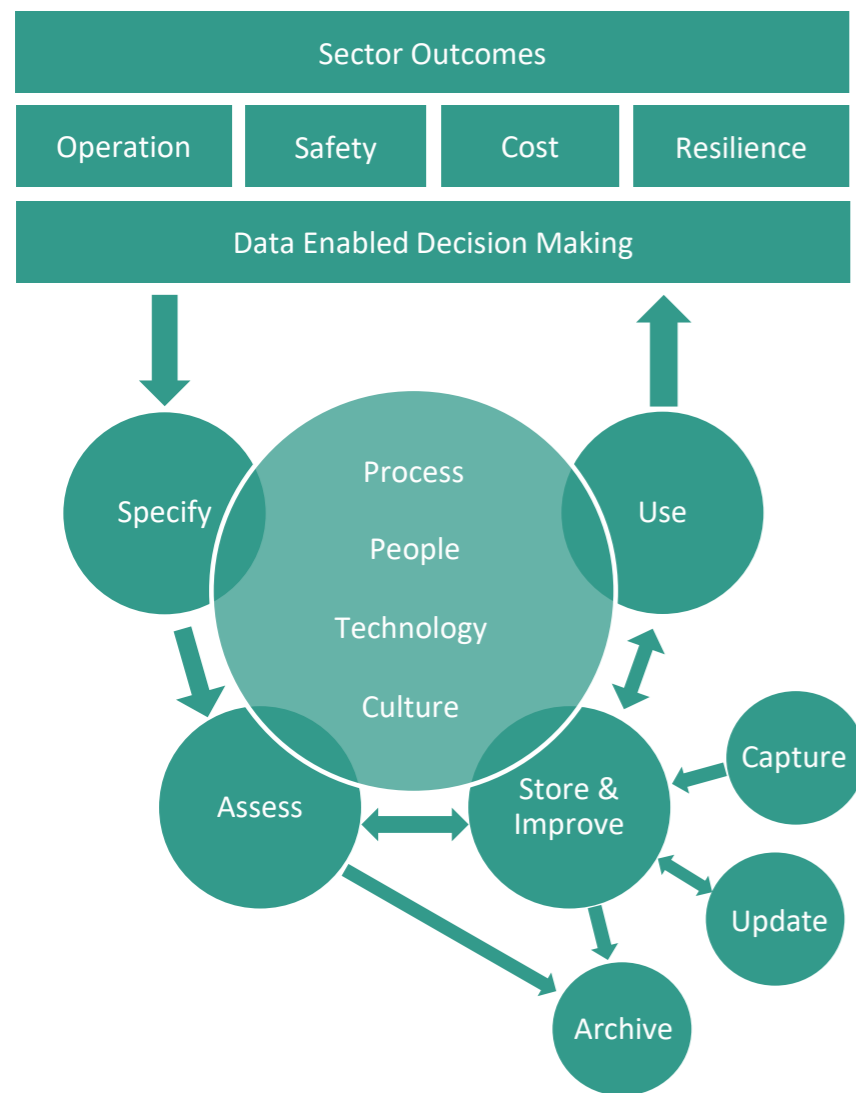 Sector Outcomes
Operation
Safety
Cost
Resilience
Data Enabled Decision Making
Process
People
Technology
Culture
Specify
Use
Assess
Store &
Improve
Capture
Update
Archive